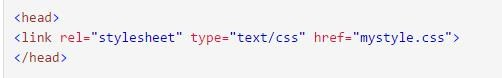 <head>
<link rel="stylesheet" type="text/css" href="mystyle.css">
</head>